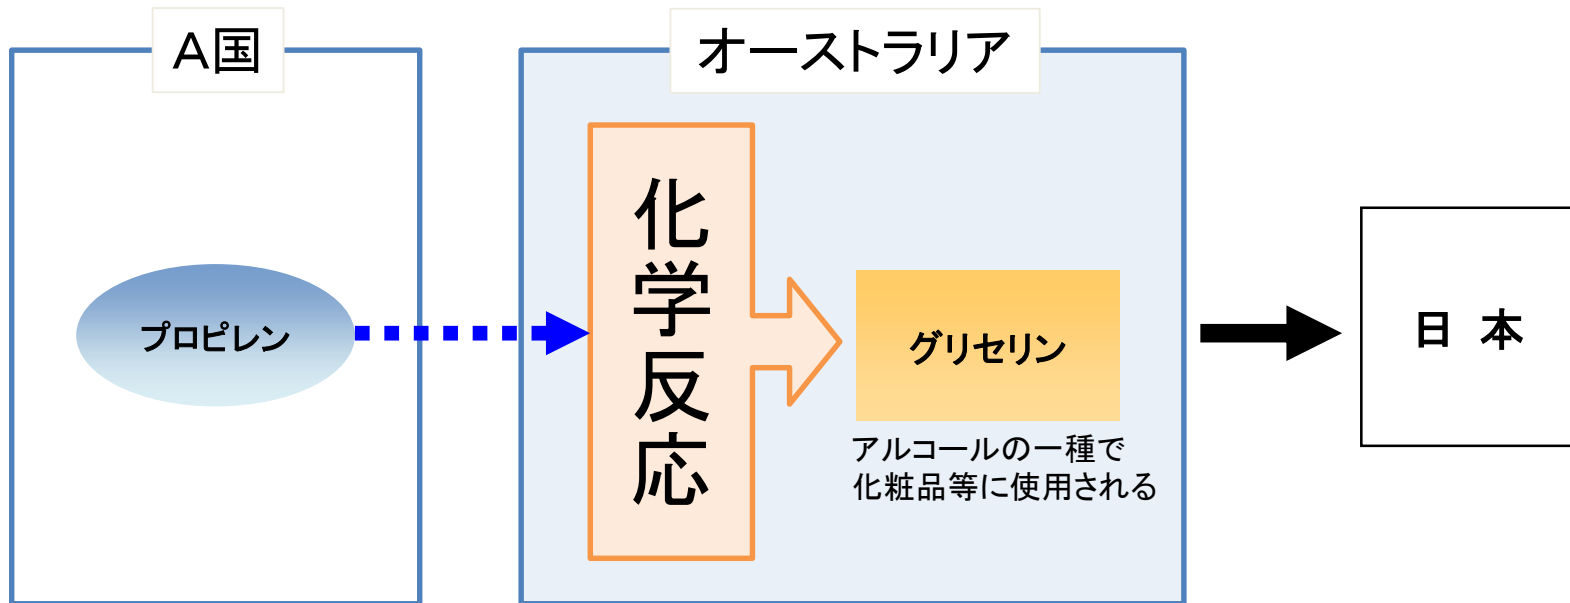 A国
オーストラリア
プロピレン
化学反応
グリセリン
アルコールの一種で
化粧品等に使用される
日 本